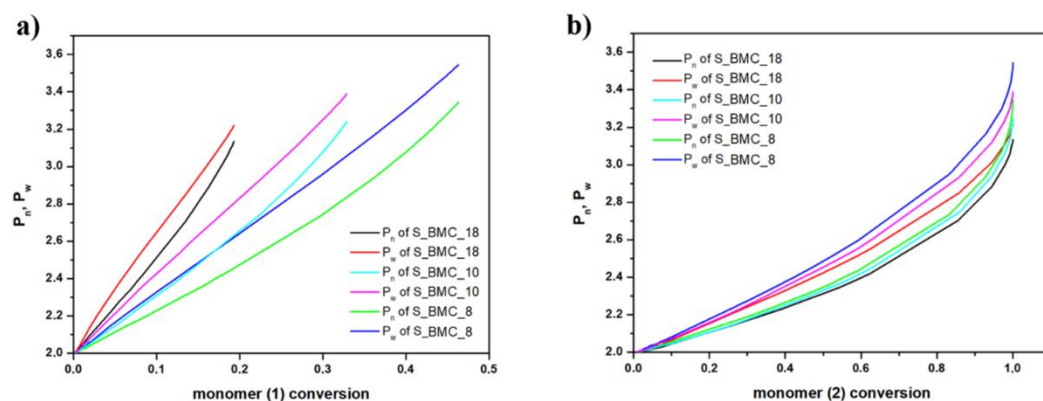 a)
3.6
3.4
3.2
3.0
2.8
2.6
2.4
2.2
2.0
Pn, Pw
Pn of S_BMC_18
Pw of S_BMC_18
Pn of S_BMC_10
Pw of S_BMC_10
Pn of S_BMC_8
Pw of S_BMC_8
0.0 0.1 0.2 0.3 0.4 0.5
monomer (1) conversion
b)
3.6
3.4
3.2
3.0
2.8
2.6
2.4
2.2
2.0
Pn, Pw
Pn of S_BMC_18
Pw of S_BMC_18
Pn of S_BMC_10
Pw of S_BMC_10
Pn of S_BMC_8
Pw of S_BMC_8
0.0 0.2 0.4 0.6 0.8 1.0
monomer (2) conversion